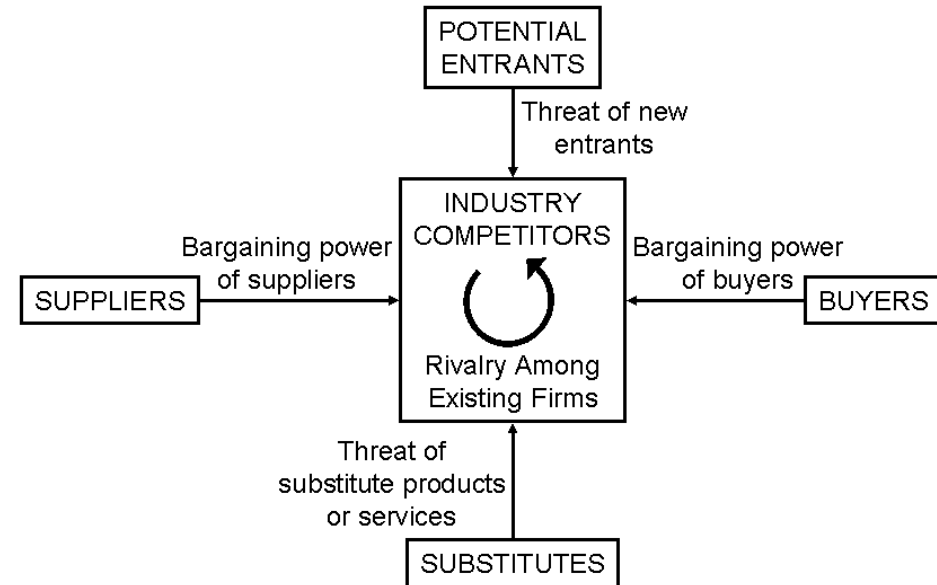 POTENTIAL
ENTRANTS
Threat of new
entrants
INDUSTRY
COMPETITORS
Bargaining power
of suppliers
SUPPLIERS
Bargaining power
of buyers
BUYERS
Rivalry Among
Existing Firms
Threat of
substitute products
or services
SUBSTITUTES